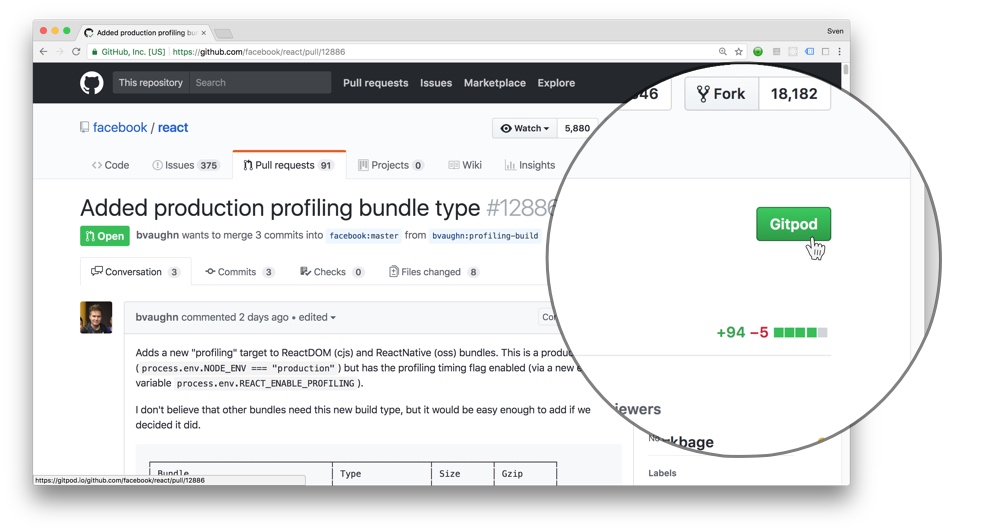 Added production profiling bu
Sven
GitHub, Inc. [US] https://github.com/facebook/react/pull/12886
This repository Search Pull requests Issues Marketplace Explore
46 Fork 18,182
facebook / react Watch 5,880
Code Issues 375 Pull requests 91 Projects 0 Wiki Insights
Added production profiling bundle type #12886
Gitpod
Open bvaughn wants to merge 3 commits into facebook:master from bvaughn:profiling-build
Conversation 3 Commits 3 Checks 0 Files changed 8
+94 −5
bvaughn commented 2 days ago • edited
Adds a new "profiling" target to ReactDOM (cjs) and ReactNative (oss) bundles. This is a produc
(process.env.NODE_ENV === "production") but has the profiling timing flag enabled (via a new e
variable process.env.REACT_ENABLE_PROFILING).
I don't believe that other bundles need this new build type, but it would be easy enough to add if we
decided it did.
iewers
No
kbage
Labels
Bundle Type Size Gzip
https://gitpod.io/github.com/facebook/react/pull/12886